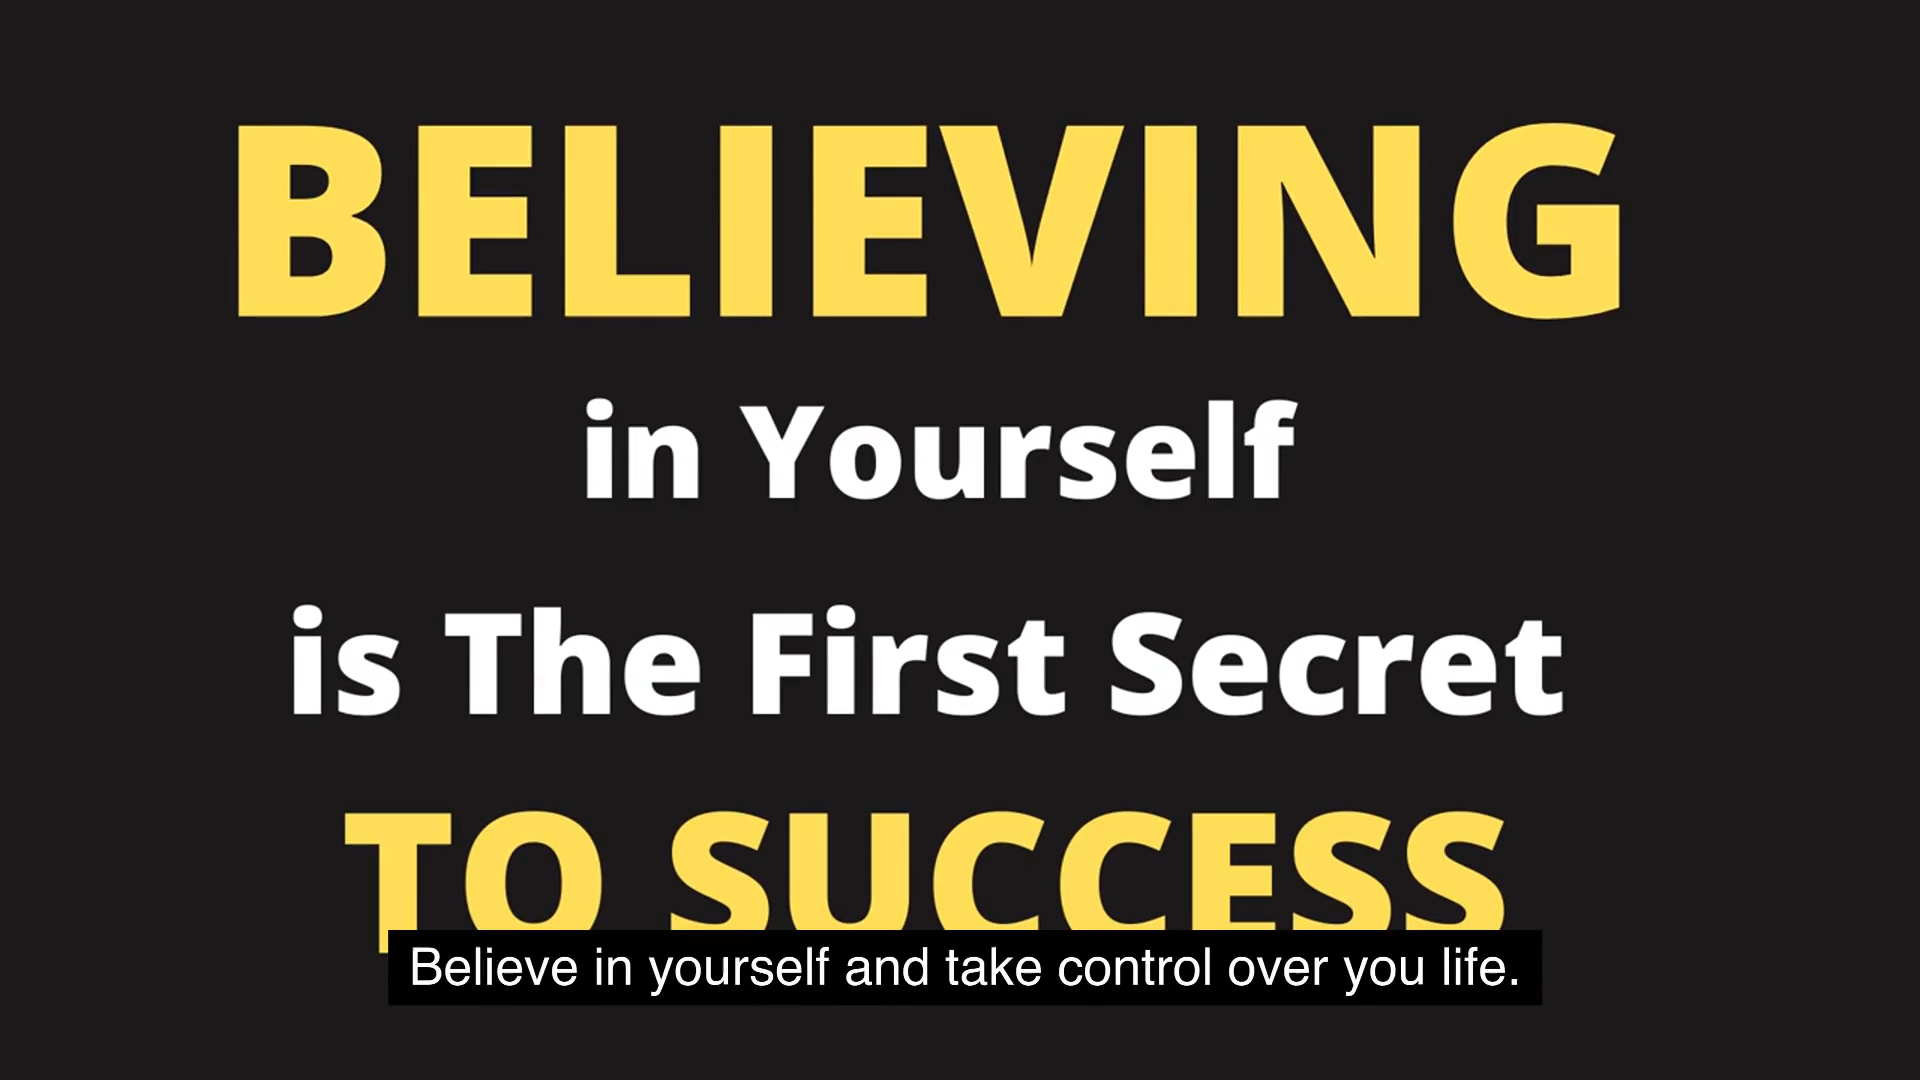 BELIEVING
in Yourself
is The First Secret
TO SUCCESS
Believe in yourself and take control over you life.